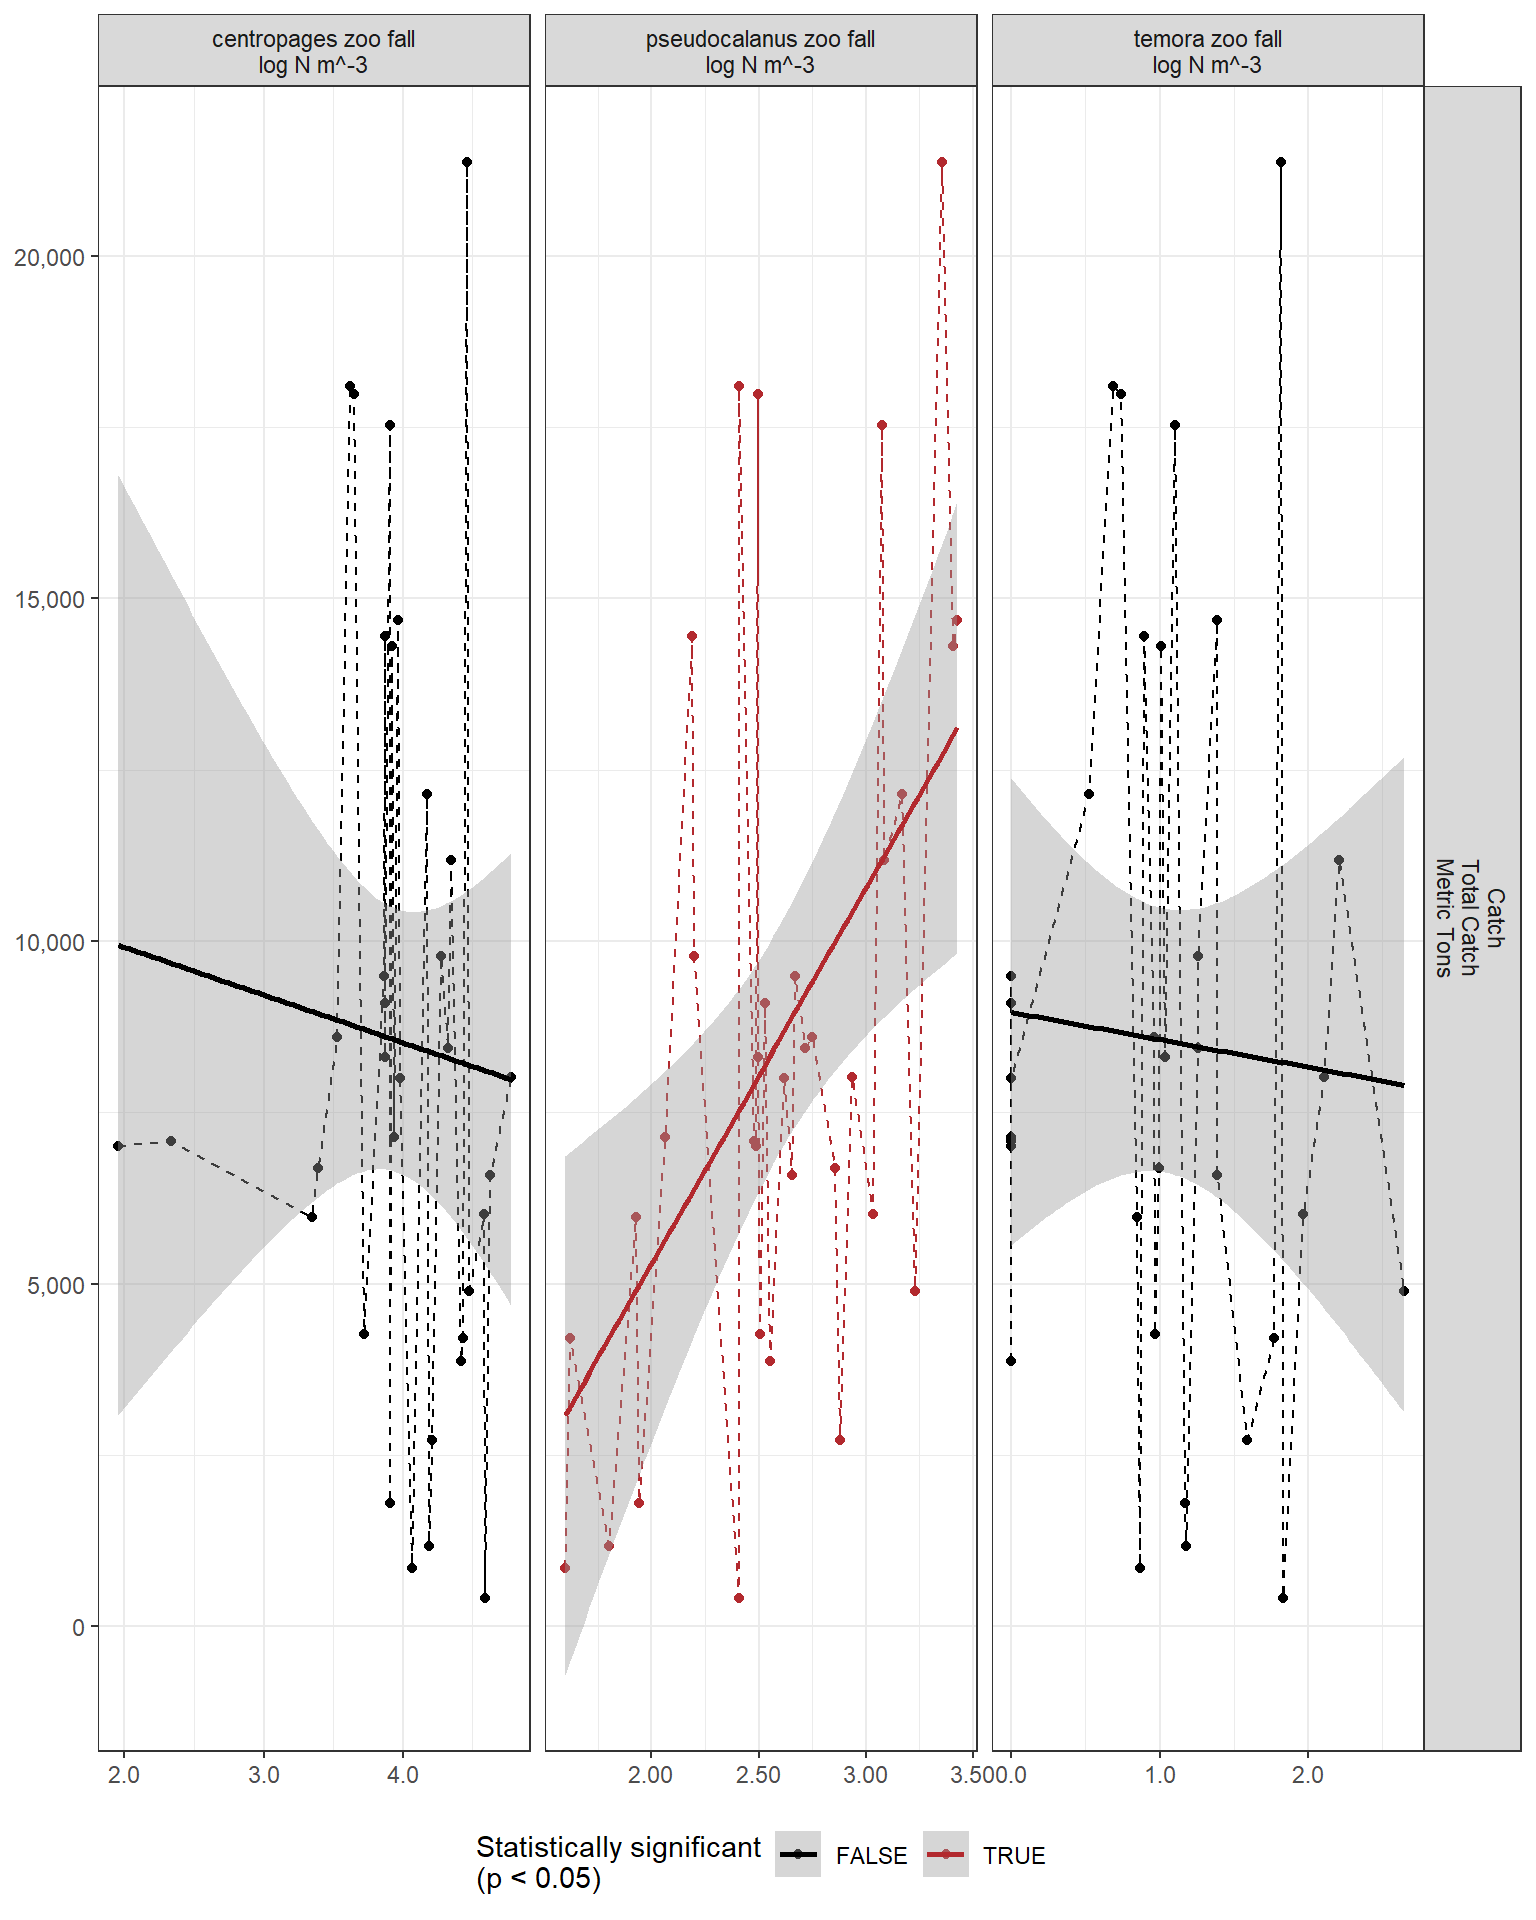 centropages zoo fall
log N m^-3
pseudocalanus zoo fall
log N m^-3
temora zoo fall
log N m^-3
20,000
15,000
10,000
5,000
0
Catch
Total Catch
Metric Tons
2.0
3.0
4.0
2.00
2.50
3.00
3.50
0.0
1.0
2.0
Statistically significant
(p < 0.05)
FALSE
TRUE